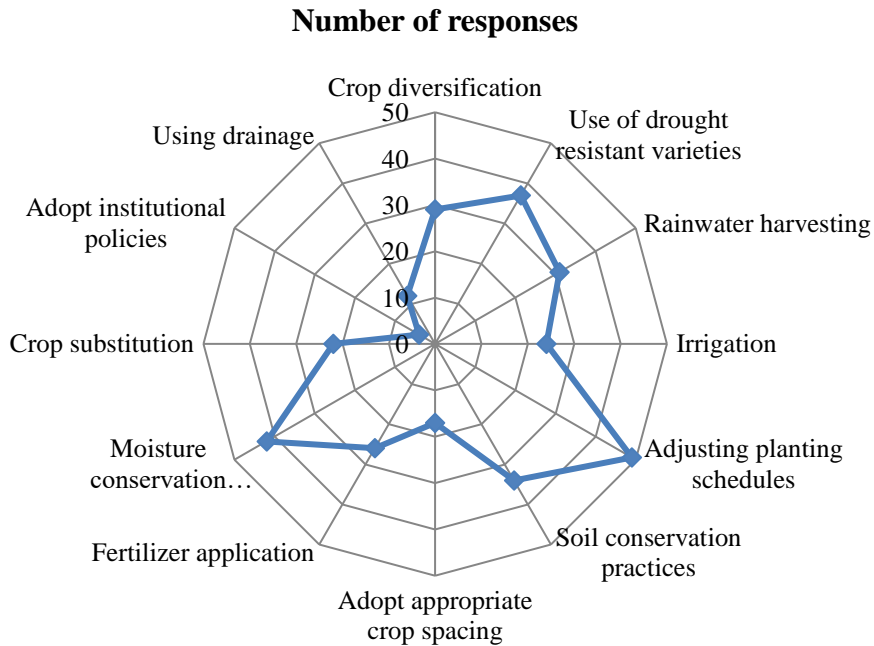 Number of responses
Crop diversification
Use of drought
resistant varieties
Rainwater harvesting
Irrigation
Adjusting planting
schedules
Soil conservation
practices
Adopt appropriate
crop spacing
Fertilizer application
Moisture
conservation…
Crop substitution
Adopt institutional
policies
Using drainage
50
40
30
20
10
0